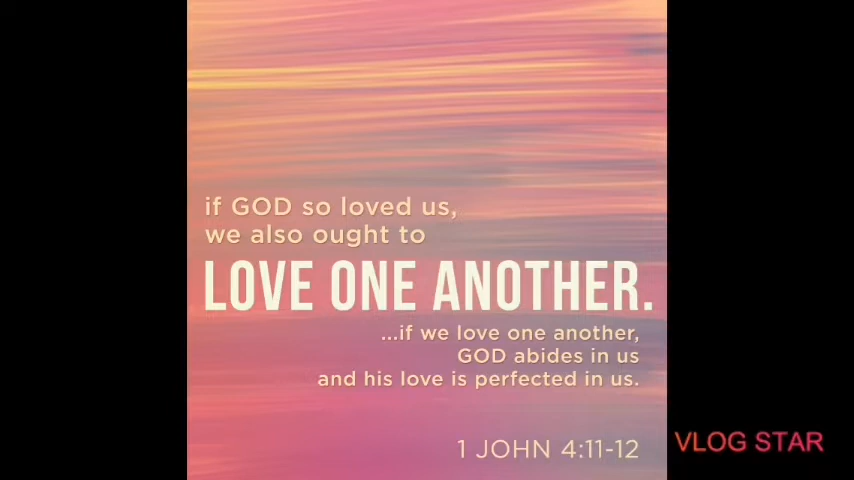 if GOD so loved us,
we also ought to
LOVE ONE ANOTHER.
...if we love one another,
GOD abides in us
and his love is perfected in us.
1 JOHN 4:11-12
VLOG STAR